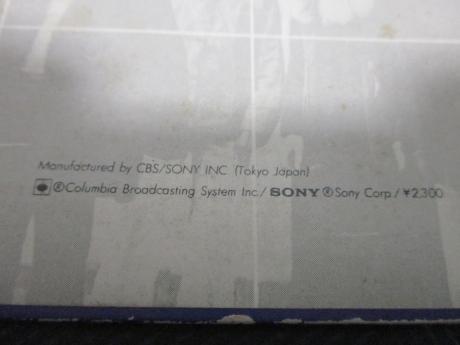 Manufactured by CBS/SONY INC (Tokyo Japan)
®Columbia Broadcasting System Inc./ SONY ®Sony Corp./ ¥2,300